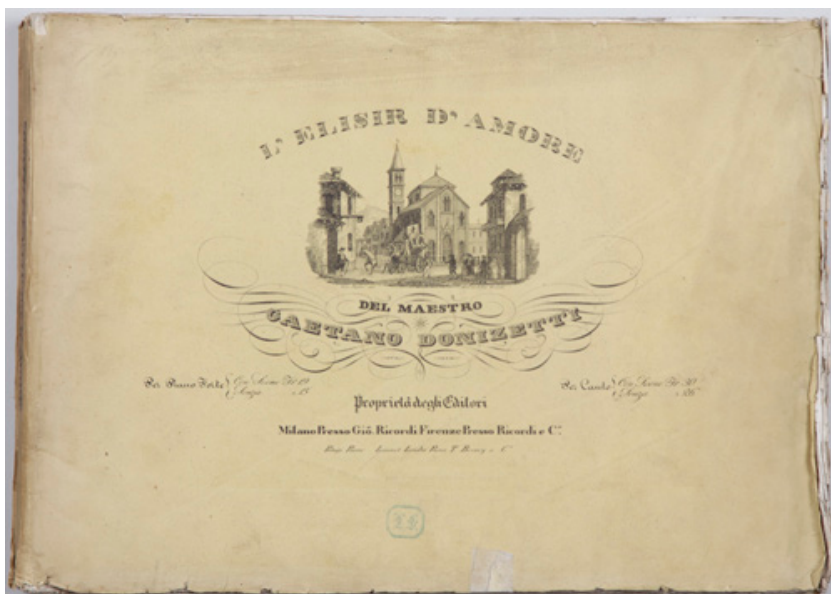 L' ELISIR D' AMORE
DEL MAESTRO
GAETANO DONIZETTI
Per Piano Forte
Per Canto
Proprietà degli Editori
Milano Presso Gio. Ricordi Firenze Presso Ricordi e C.º